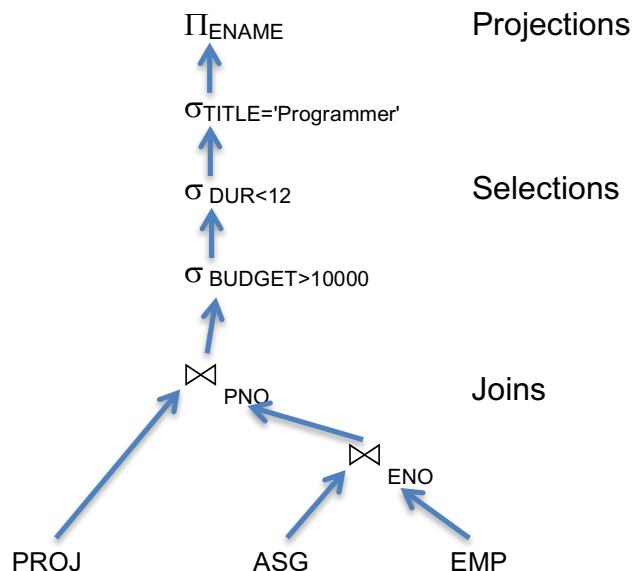 ΠENAME Projections
σTITLE='Programmer'
σ DUR<12 Selections
σ BUDGET>10000
⋈ PNO Joins
⋈ ENO
PROJ ASG EMP